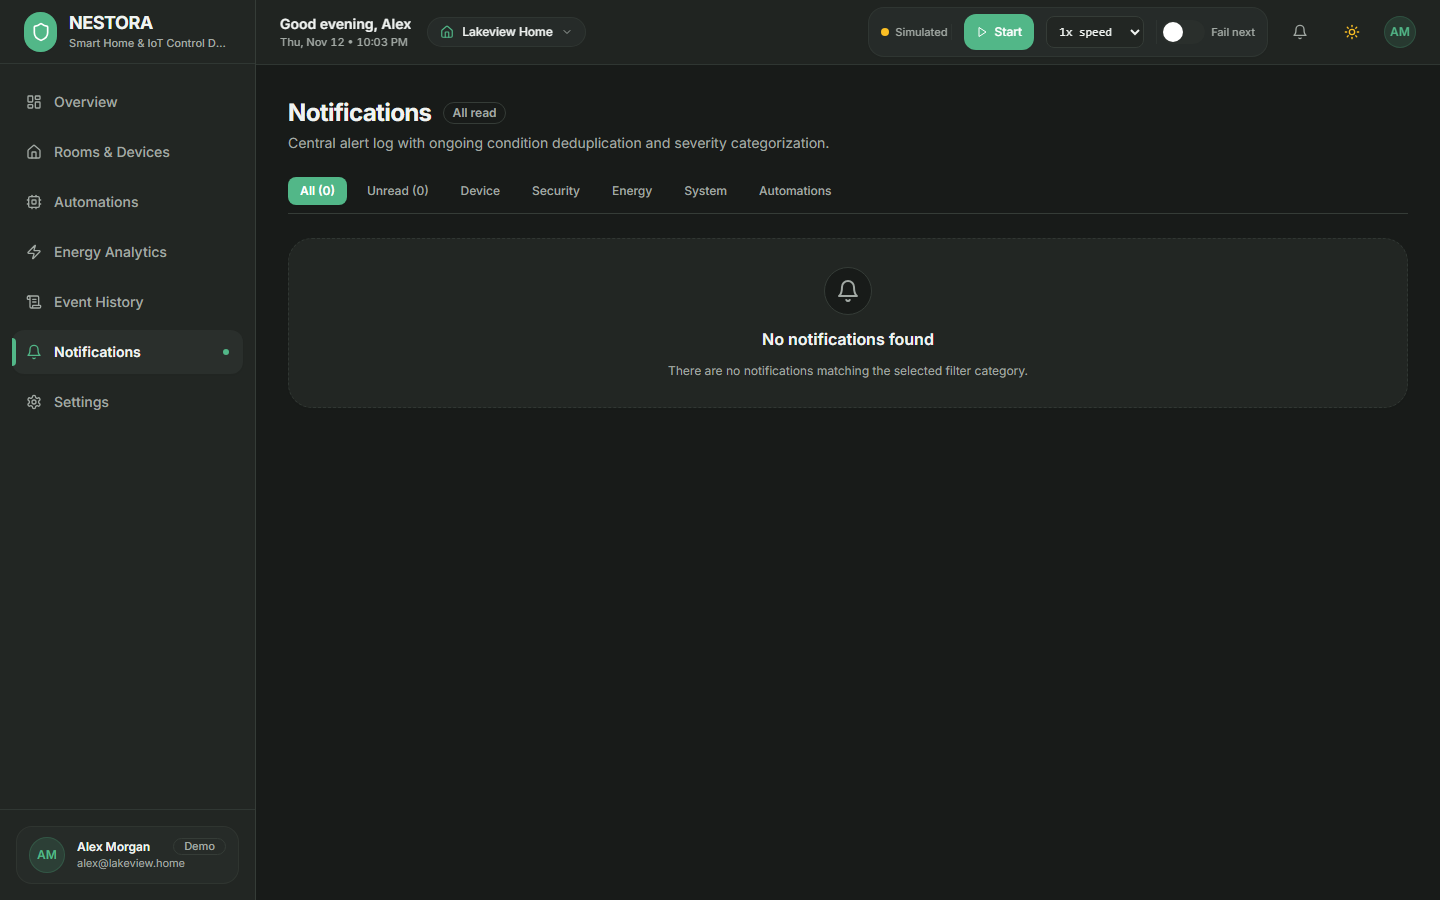 NESTORA
Smart Home & IoT Control D...
Good evening, Alex
Thu, Nov 12 • 10:03 PM
Lakeview Home
Simulated
Start
1x speed
Fail next
AM
Overview
Rooms & Devices
Automations
Energy Analytics
Event History
Notifications
Settings
Notifications
All read
Central alert log with ongoing condition deduplication and severity categorization.
All (0)
Unread (0)
Device
Security
Energy
System
Automations
No notifications found
There are no notifications matching the selected filter category.
AM
Alex Morgan
Demo
alex@lakeview.home